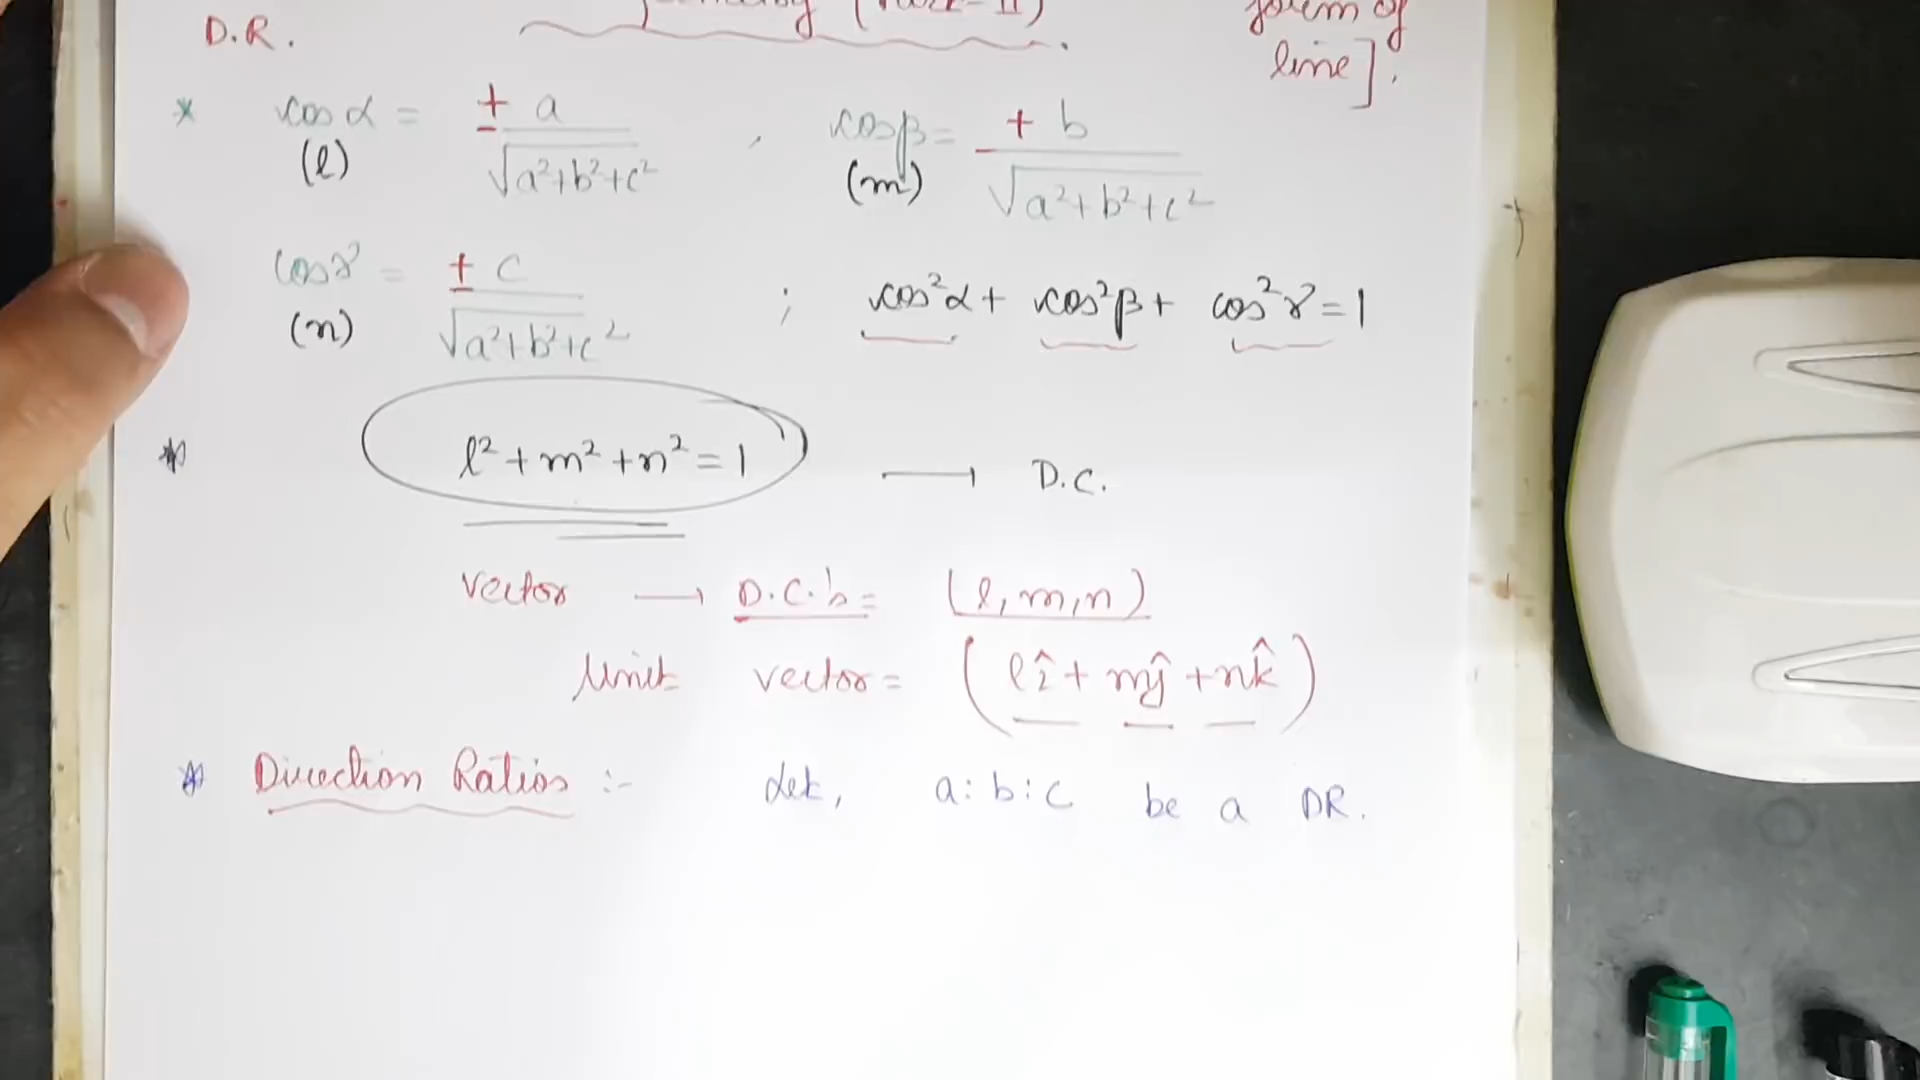 form of
D.R.
line].
* cos α = ± a / √a²+b²+c² , cos β = ± b / √a²+b²+c²
(l) (m)
cos γ = ± c / √a²+b²+c² ; cos²α + cos²β + cos²γ = 1
(n)
* l² + m² + n² = 1 → D.C.
vector → D.C.'s = (l, m, n)
Unit vector = (lî + mĵ + nk̂)
* Direction Ratios :- Let, a : b : c be a DR.